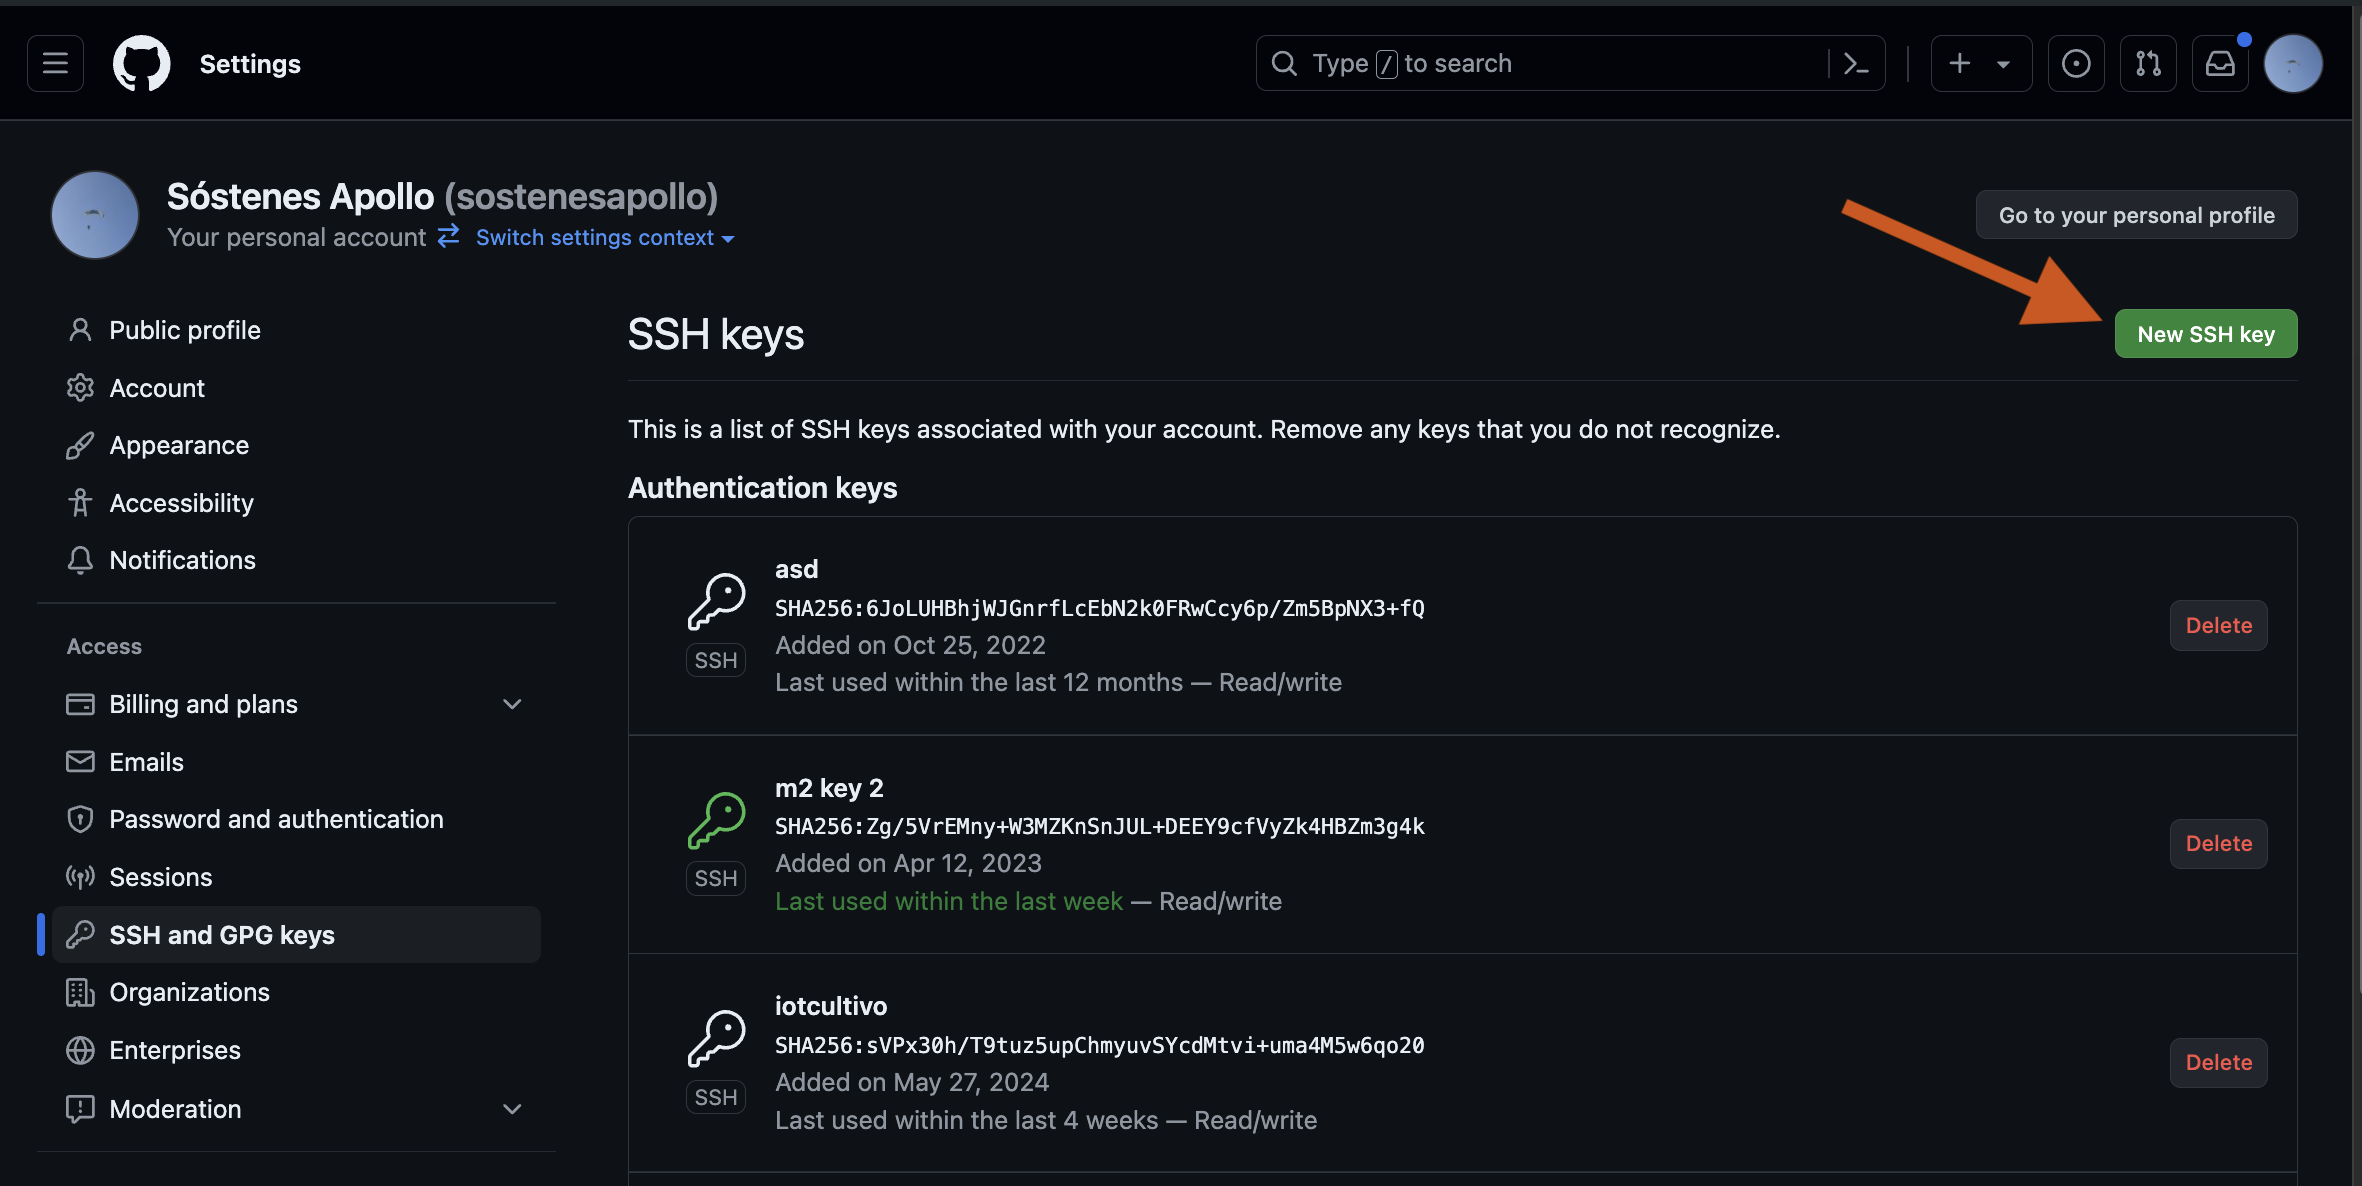 Settings
Type / to search
Sóstenes Apollo (sostenesapollo)
Your personal account Switch settings context
Go to your personal profile
Public profile
Account
Appearance
Accessibility
Notifications
Access
Billing and plans
Emails
Password and authentication
Sessions
SSH and GPG keys
Organizations
Enterprises
Moderation
SSH keys
New SSH key
This is a list of SSH keys associated with your account. Remove any keys that you do not recognize.
Authentication keys
asd
SHA256:6JoLUHBhjWJGnrfLcEbN2k0FRwCcy6p/Zm5BpNX3+fQ
Added on Oct 25, 2022
Last used within the last 12 months — Read/write
SSH
Delete
m2 key 2
SHA256:Zg/5VrEMny+W3MZKnSnJUL+DEEY9cfVyZk4HBZm3g4k
Added on Apr 12, 2023
Last used within the last week — Read/write
SSH
Delete
iotcultivo
SHA256:sVPx30h/T9tuz5upChmyuvSYcdMtvi+uma4M5w6qo20
Added on May 27, 2024
Last used within the last 4 weeks — Read/write
SSH
Delete